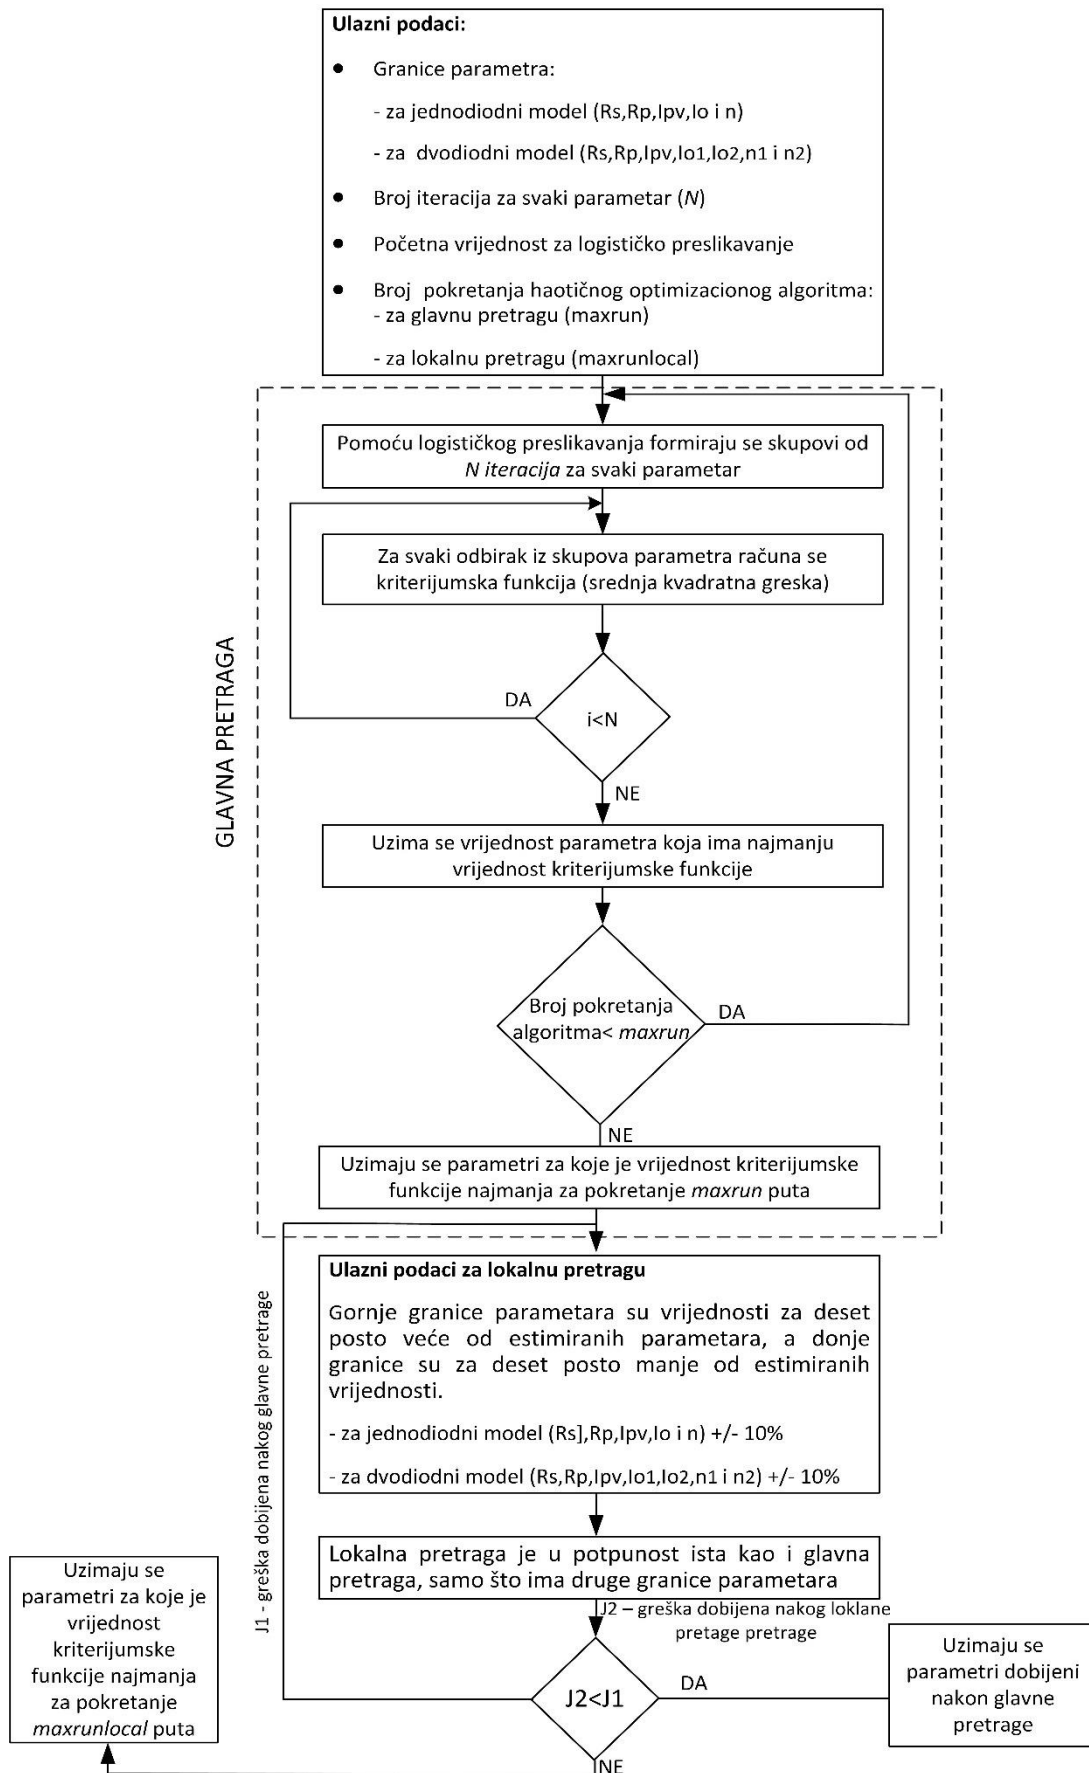 Ulazni podaci:
● Granice parametra:
- za jednodiodni model (Rs,Rp,Ipv,Io i n)
- za dvodiodni model (Rs,Rp,Ipv,Io1,Io2,n1 i n2)
● Broj iteracija za svaki parametar (N)
● Početna vrijednost za logističko preslikavanje
● Broj pokretanja haotičnog optimizacionog algoritma:
- za glavnu pretragu (maxrun)
- za lokalnu pretragu (maxrunlocal)
GLAVNA PRETRAGA
Pomoću logističkog preslikavanja formiraju se skupovi od
N iteracija za svaki parametar
Za svaki odbirak iz skupova parametra računa se
kriterijumska funkcija (srednja kvadratna greska)
i<N
DA
NE
Uzima se vrijednost parametra koja ima najmanju
vrijednost kriterijumske funkcije
Broj pokretanja
algoritma< maxrun
DA
NE
Uzimaju se parametri za koje je vrijednost kriterijumske
funkcije najmanja za pokretanje maxrun puta
J1 - greška dobijena nakog glavne pretrage
Ulazni podaci za lokalnu pretragu
Gornje granice parametara su vrijednosti za deset
posto veće od estimiranih parametara, a donje
granice su za deset posto manje od estimiranih
vrijednosti.
- za jednodiodni model (Rs],Rp,Ipv,Io i n) +/- 10%
- za dvodiodni model (Rs,Rp,Ipv,Io1,Io2,n1 i n2) +/- 10%
Lokalna pretraga je u potpunost ista kao i glavna
pretraga, samo što ima druge granice parametara
J2 – greška dobijena nakog loklane
pretage pretrage
J2<J1
DA
NE
Uzimaju se
parametri dobijeni
nakon glavne
pretrage
Uzimaju se
parametri za koje je
vrijednost
kriterijumske
funkcije najmanja
za pokretanje
maxrunlocal puta